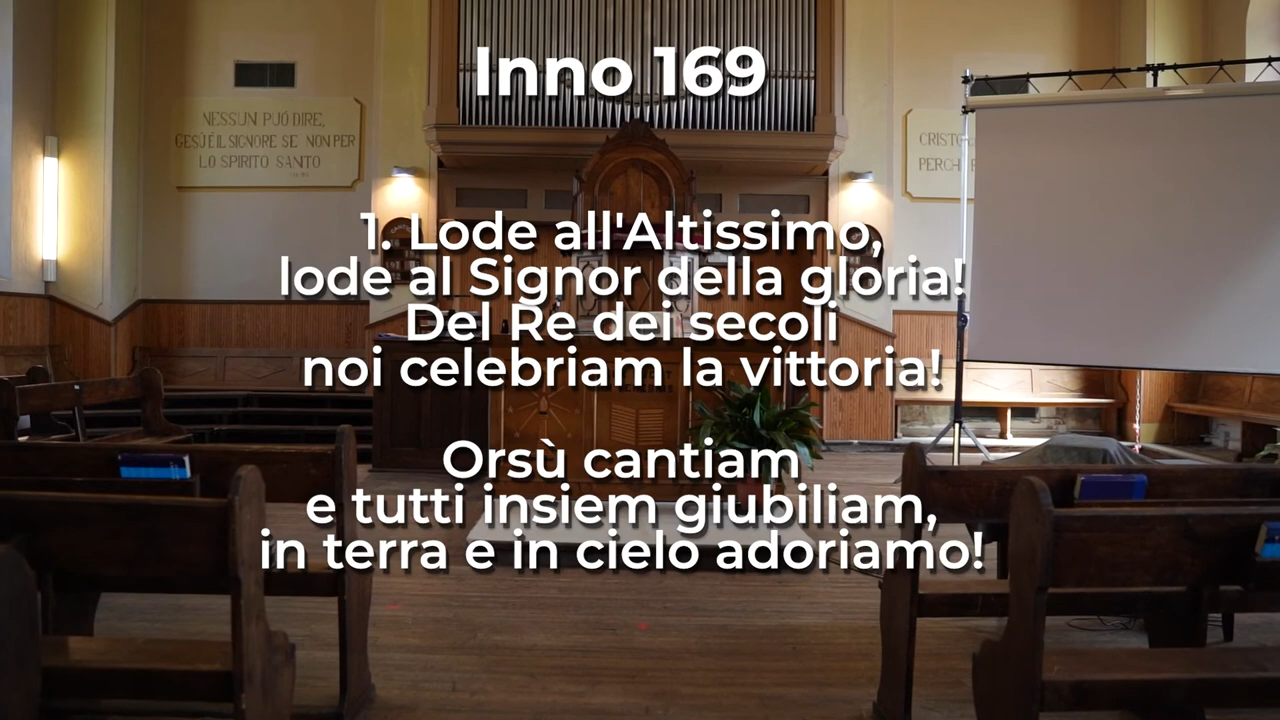 Inno 169
NESSUN PUÓ DIRE,
GESÙ È IL SIGNORE SE NON PER
LO SPIRITO SANTO
CRISTO
1. Lode all'Altissimo,
lode al Signor della gloria!
Del Re dei secoli
noi celebriam la vittoria!
Orsù cantiam
e tutti insiem giubiliam,
in terra e in cielo adoriamo!